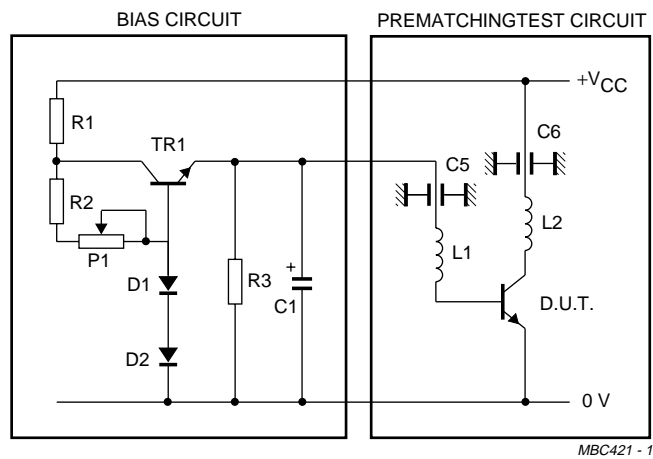 BIAS CIRCUIT
PREMATCHINGTEST CIRCUIT
+VCC
R1
TR1
C6
C5
R2
L2
P1
L1
D1
R3
+
C1
D.U.T.
D2
0 V
MBC421 - 1